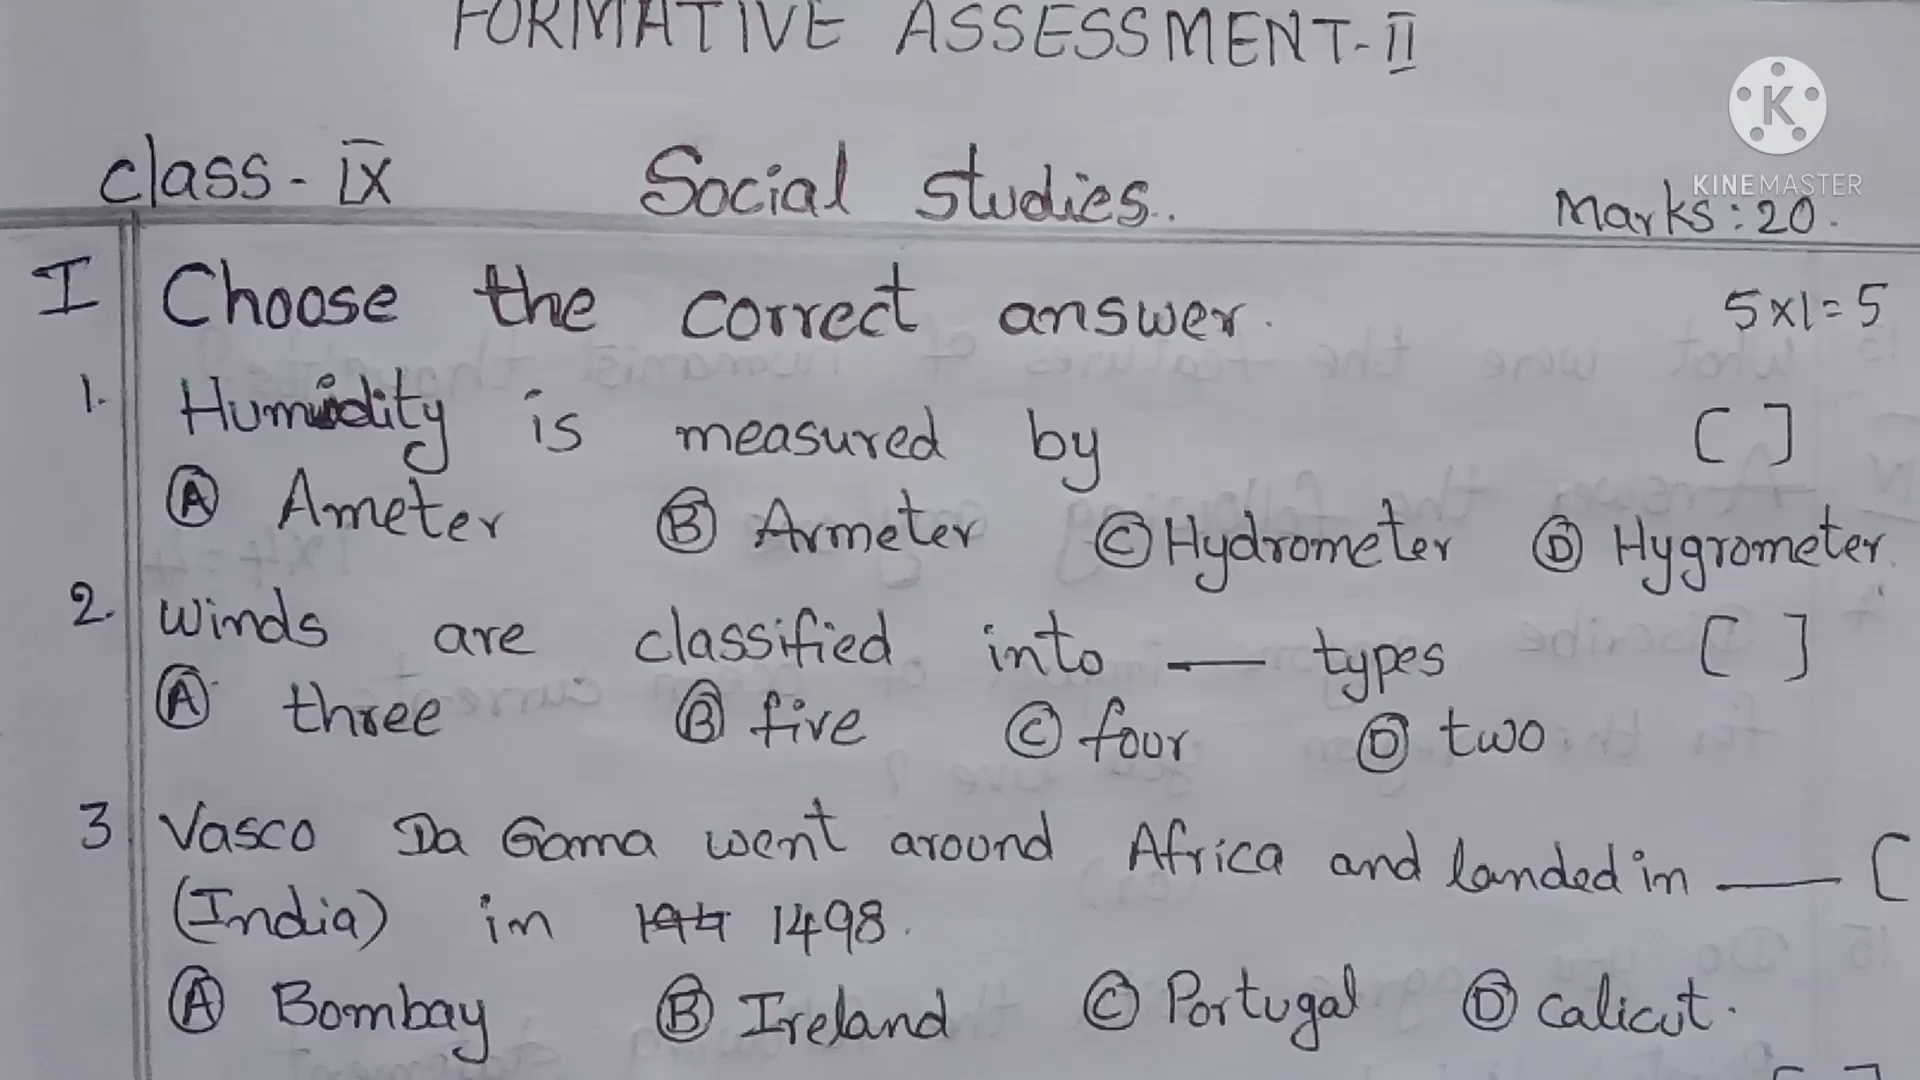 FORMATIVE ASSESSMENT-II
K
KINEMASTER
class-IX Social studies. Marks:20.
I Choose the correct answer. 5x1=5
1. Humidity is measured by [ ]
A Ameter B Armeter C Hydrometer D Hygrometer.
2. Winds are classified into — types [ ]
A three B five C four D two
3 Vasco Da Gama went around Africa and landed in — [
(India) in 1498.
A Bombay B Ireland C Portugal D calicut.